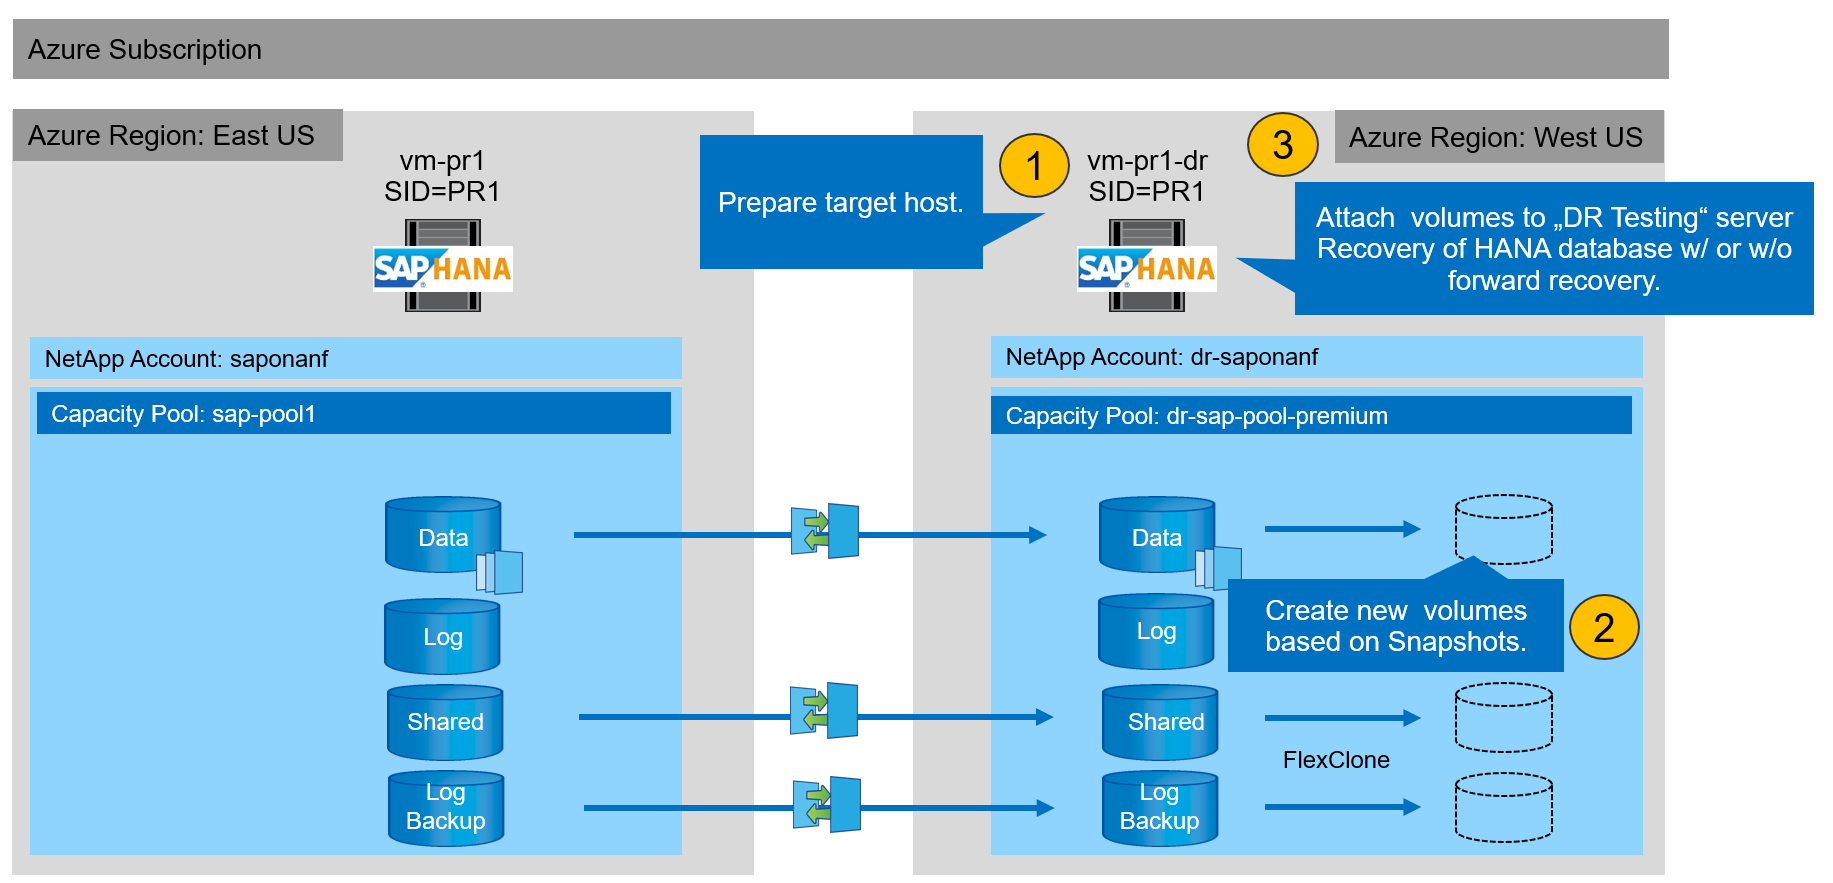 Azure Subscription
Azure Region: East US
Azure Region: West US
vm-pr1
SID=PR1
SAP HANA
Prepare target host.
1
vm-pr1-dr
SID=PR1
SAP HANA
3
Attach  volumes to „DR Testing“ server
Recovery of HANA database w/ or w/o
forward recovery.
NetApp Account: saponanf
Capacity Pool: sap-pool1
Data
Log
Shared
Log
Backup
NetApp Account: dr-saponanf
Capacity Pool: dr-sap-pool-premium
Data
Log
Shared
Log
Backup
Create new  volumes
based on Snapshots.
2
FlexClone